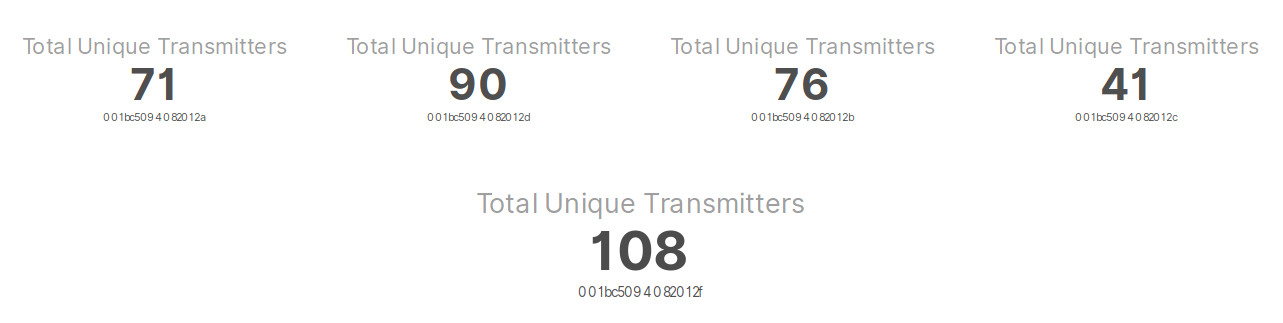 Total Unique Transmitters Total Unique Transmitters Total Unique Transmitters Total Unique Transmitters
71 90 76 41
001bc5094082012a 001bc5094082012d 001bc5094082012b 001bc5094082012c
Total Unique Transmitters
108
001bc5094082012f